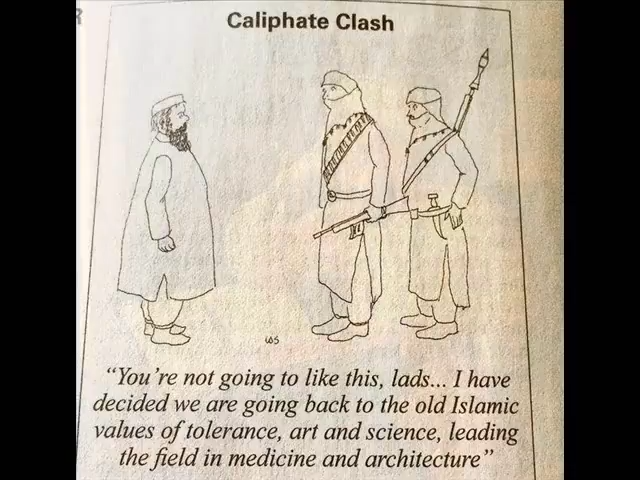 R
Caliphate Clash
WS
“You’re not going to like this, lads... I have
decided we are going back to the old Islamic
values of tolerance, art and science, leading
the field in medicine and architecture”